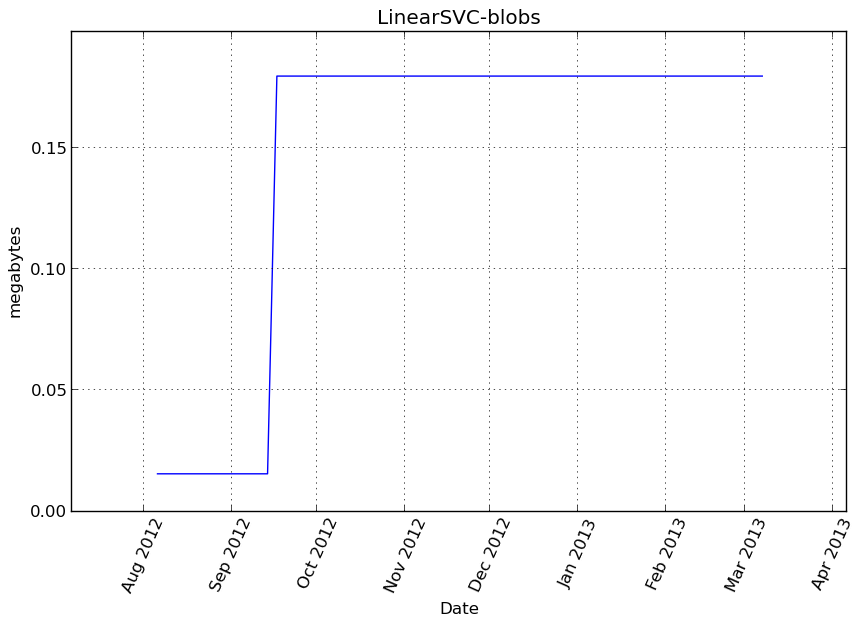 LinearSVC-blobs
megabytes
0.15
0.10
0.05
0.00
Aug 2012
Sep 2012
Oct 2012
Nov 2012
Dec 2012
Jan 2013
Feb 2013
Mar 2013
Apr 2013
Date